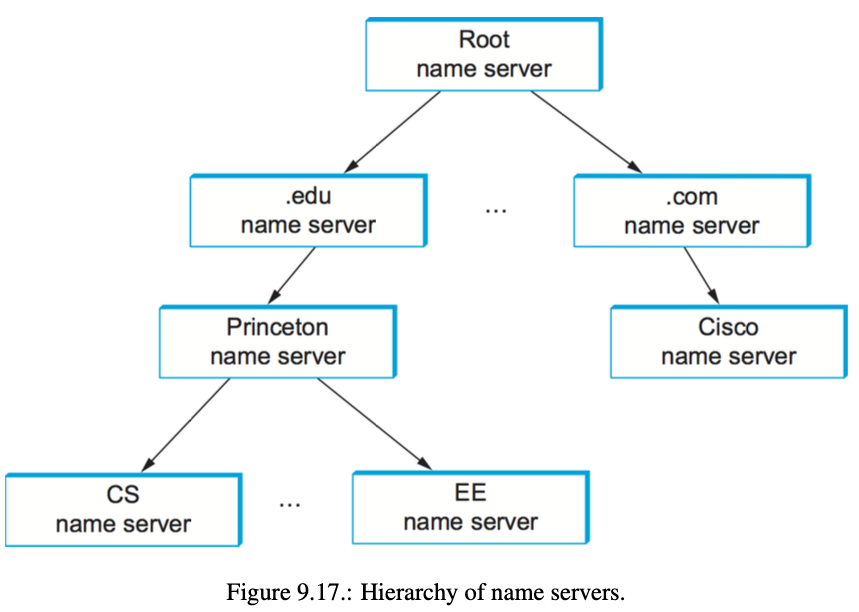 Root
name server
.edu
name server
...
.com
name server
Princeton
name server
Cisco
name server
CS
name server
...
EE
name server
Figure 9.17.: Hierarchy of name servers.